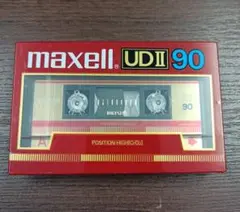 maxell UDII 90
90
A
POSITION HIGH(CrO₂)